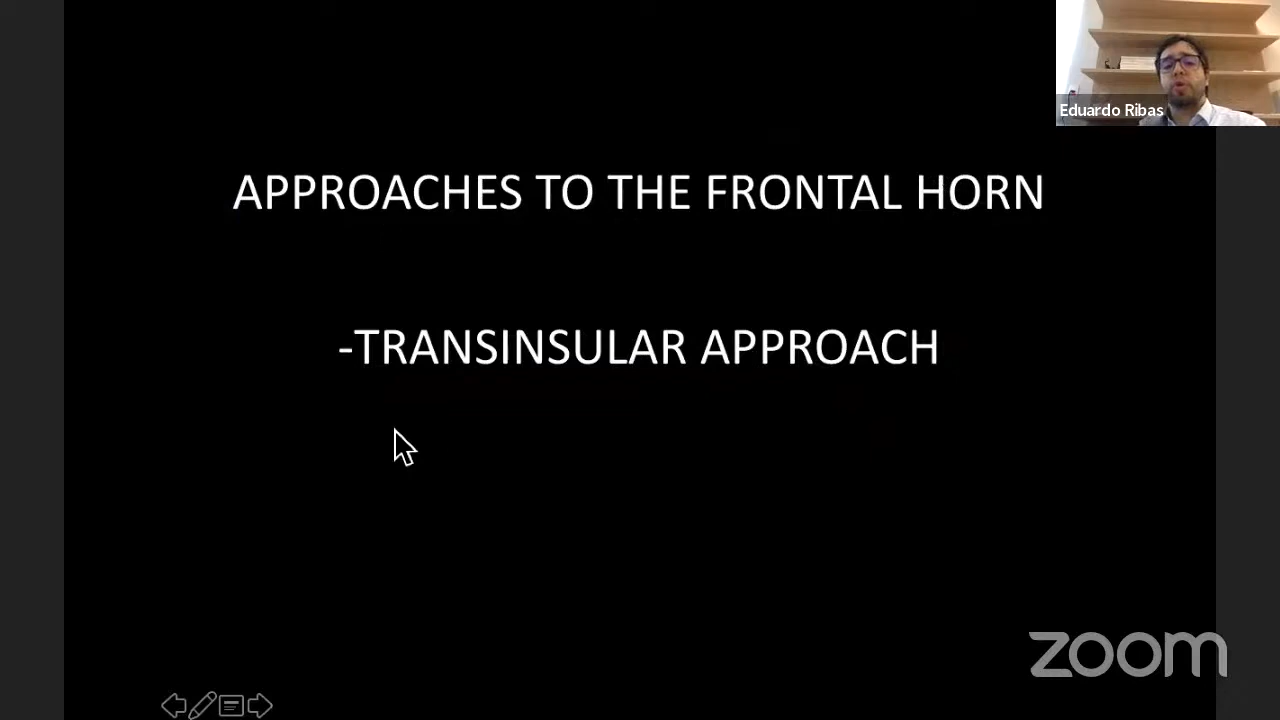 Eduardo Ribas
APPROACHES TO THE FRONTAL HORN
-TRANSINSULAR APPROACH
zoom